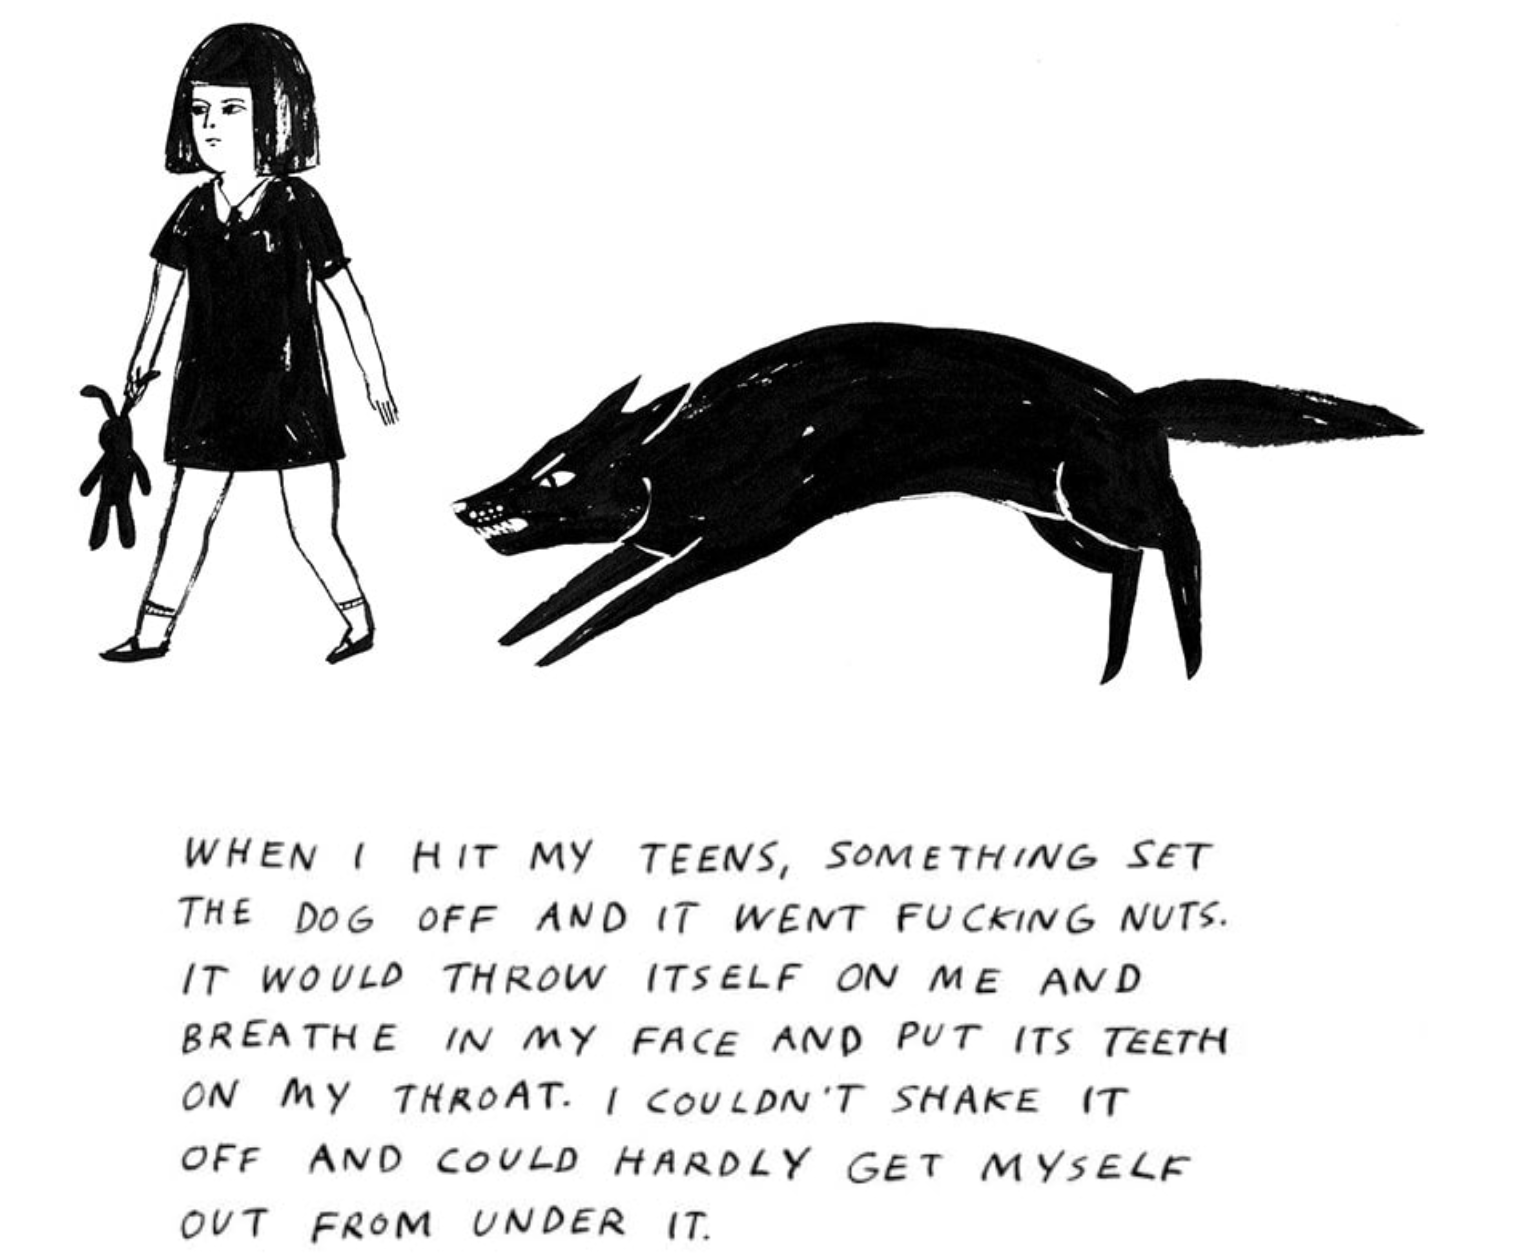 WHEN I HIT MY TEENS, SOMETHING SET
THE DOG OFF AND IT WENT FUCKING NUTS.
IT WOULD THROW ITSELF ON ME AND
BREATHE IN MY FACE AND PUT ITS TEETH
ON MY THROAT. I COULDN'T SHAKE IT
OFF AND COULD HARDLY GET MYSELF
OUT FROM UNDER IT.